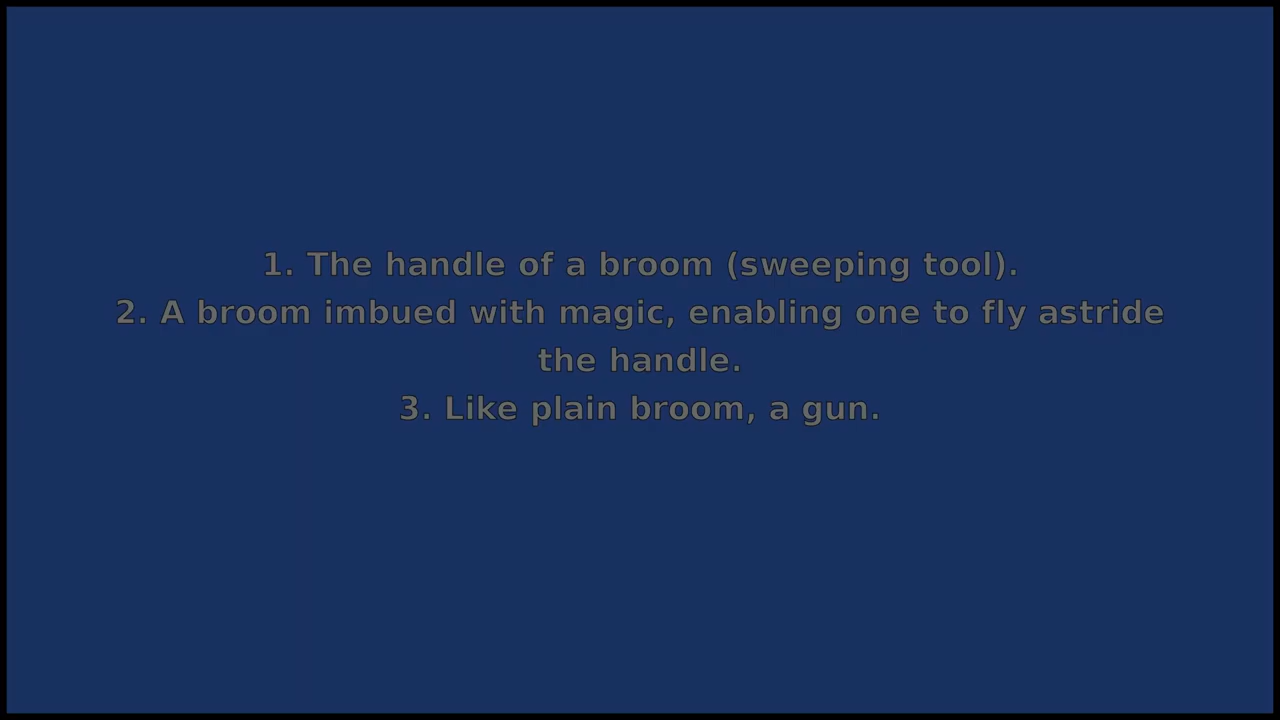 1. The handle of a broom (sweeping tool).
2. A broom imbued with magic, enabling one to fly astride
the handle.
3. Like plain broom, a gun.